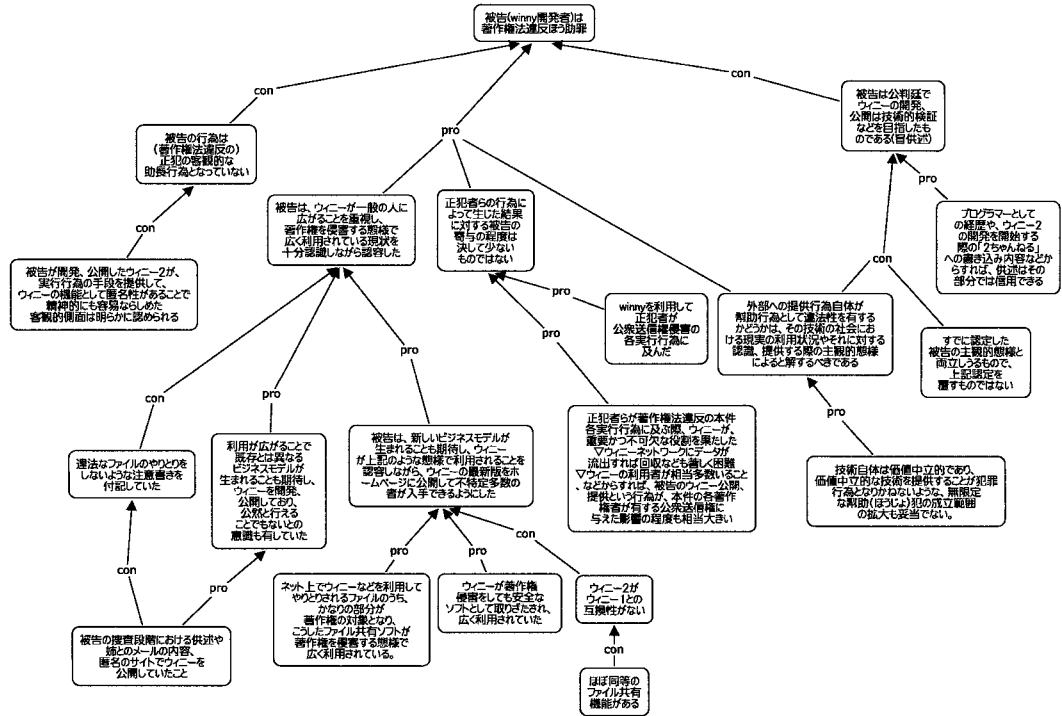 被告(winny開発者)は
著作権法違反ほう助罪
con
pro
con
被告の行為は
(著作権法違反の)
正犯の客観的な
助長行為となっていない
被告は、ウィニーが一般の人に
広がることを重視し、
著作権を侵害する態様で
広く利用されている現状を
十分認識しながら認容した
正犯者らの行為に
よって生じた結果
に対する被告の
寄与の程度は
決して少ない
ものではない
被告は公判廷で
ウィニーの開発、
公開は技術的検証
などを目指したも
のである(旨供述)
con
pro
pro
con
pro
con
被告が開発、公開したウィニー2が、
実行行為の手段を提供して、
ウィニーの機能として匿名性があることで
精神的にも容易ならしめた
客観的側面は明らかに認められる
winnyを利用して
正犯者が
公衆送信権侵害の
各実行行為に
及んだ
外部への提供行為自体が
幇助行為として違法性を有する
かどうかは、その技術の社会にお
ける現実の利用状況やそれに対する
認識、提供する際の主観的態様
によると解するべきである
プログラマーとして
の経歴や、ウィニー2
の開発を開始する
際の「2ちゃんねる」
への書き込み内容などか
らすれば、供述はその
部分では信用できる
すでに認定した
被告の主観的態様と
両立しうるもので、
上記認定を
覆すものではない
con
pro
pro
pro
違法なファイルのやりとりを
しないような注意書きを
付記していた
利用が広がることで
既存とは異なる
ビジネスモデルが
生まれることも期待し、
ウィニーを開発、
公開しており、
公然と行える
ことでもないとの
意識も有していた
被告は、新しいビジネスモデルが
生まれることも期待し、ウィニー
が上記のような態様で利用されることを
認容しながら、ウィニーの最新版をホ
ームページに公開して不特定多数の
者が入手できるようにした
正犯者らが著作権法違反の本件
各実行行為に及ぶ際、ウィニーが、
重要かつ不可欠な役割を果たした
▽ウィニーネットワークにデータが
流出すれば回収なども著しく困難
▽ウィニーの利用者が相当多数いること、
などからすれば、被告のウィニー公開、
提供という行為が、本件の各著作
権者が有する公衆送信権に
与えた影響の程度も相当大きい
技術自体は価値中立的であり、
価値中立的な技術を提供することが犯罪
行為となりかねないような、無限定
な幇助(ほうじょ)犯の成立範囲
の拡大も妥当でない。
con
pro
pro
pro
con
被告の捜査段階における供述や
姉とのメールの内容、
匿名のサイトでウィニーを
公開していたこと
ネット上でウィニーなどを利用して
やりとりされるファイルのうち、
かなりの部分が
著作権の対象となり、
こうしたファイル共有ソフトが
著作権を侵害する態様で
広く利用されている。
ウィニーが著作権
侵害をしても安全な
ソフトとして取りざたされ、
広く利用されていた
ウィニー2が
ウィニー1との
互換性がない
con
ほぼ同等の
ファイル共有
機能がある